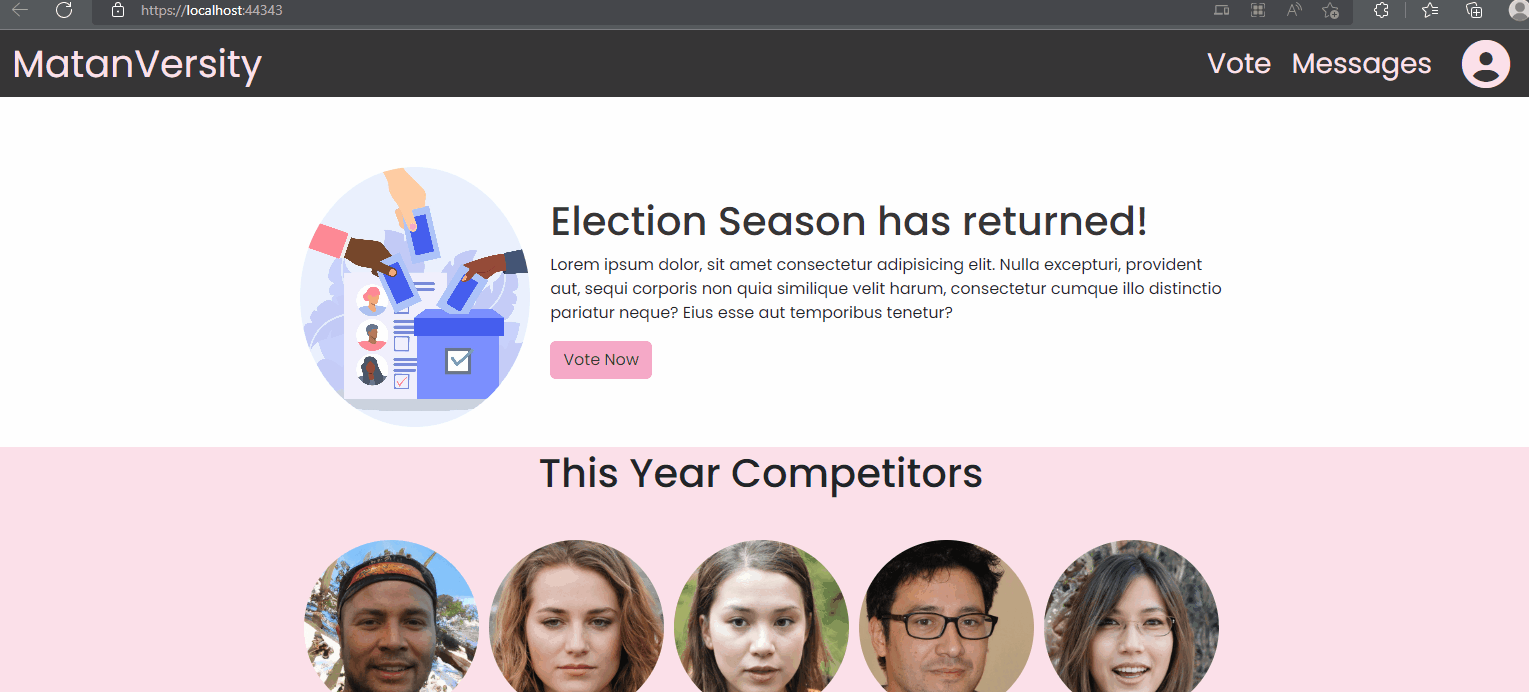 https://localhost:44343
MatanVersity
Vote Messages
Election Season has returned!
Lorem ipsum dolor, sit amet consectetur adipisicing elit. Nulla excepturi, provident
aut, sequi corporis non quia similique velit harum, consectetur cumque illo distinctio
pariatur neque? Eius esse aut temporibus tenetur?
Vote Now
This Year Competitors